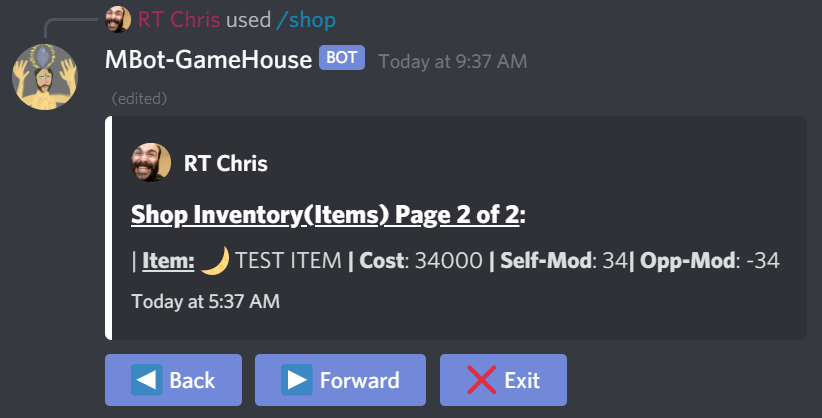 RT Chris used /shop
MBot-GameHouse BOT Today at 9:37 AM
(edited)
RT Chris
Shop Inventory(Items) Page 2 of 2:
| Item: 🌙 TEST ITEM | Cost: 34000 | Self-Mod: 34| Opp-Mod: -34
Today at 5:37 AM
Back Forward Exit